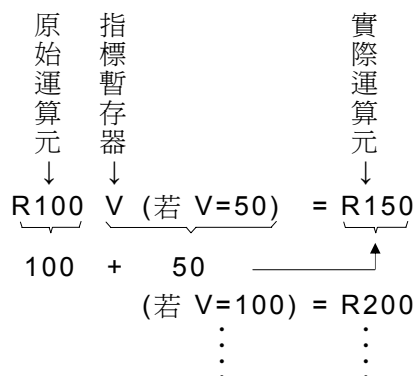 原始運算元 指標暫存器 實際運算元
↓ ↓ ↓
R100 V (若 V=50) = R150
100 + 50
(若 V=100) = R200